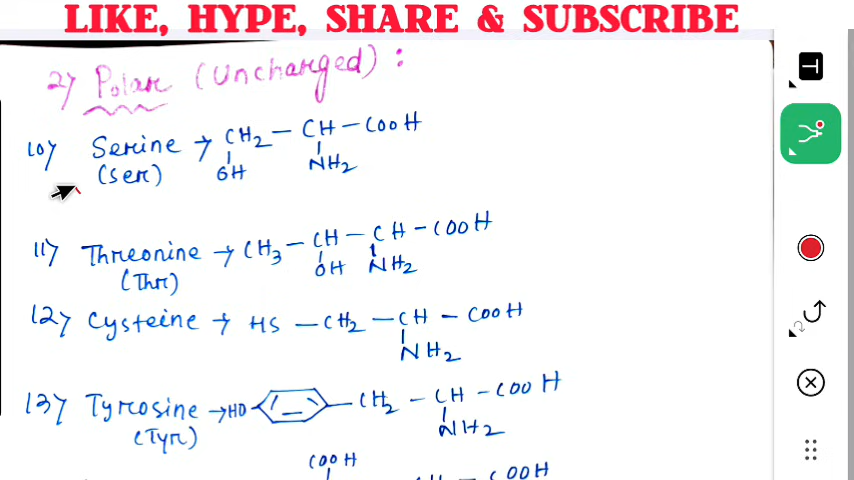 LIKE, HYPE, SHARE & SUBSCRIBE
2) Polar (Uncharged) :
10) Serine → CH2 — CH — COOH
(Ser) OH NH2
11) Threonine → CH3 — CH — CH — COOH
(Thr) OH NH2
12) Cysteine → HS — CH2 — CH — COOH
NH2
13) Tyrosine → HO CH2 — CH — COOH
(Tyr) NH2
COOH
CH — COOH